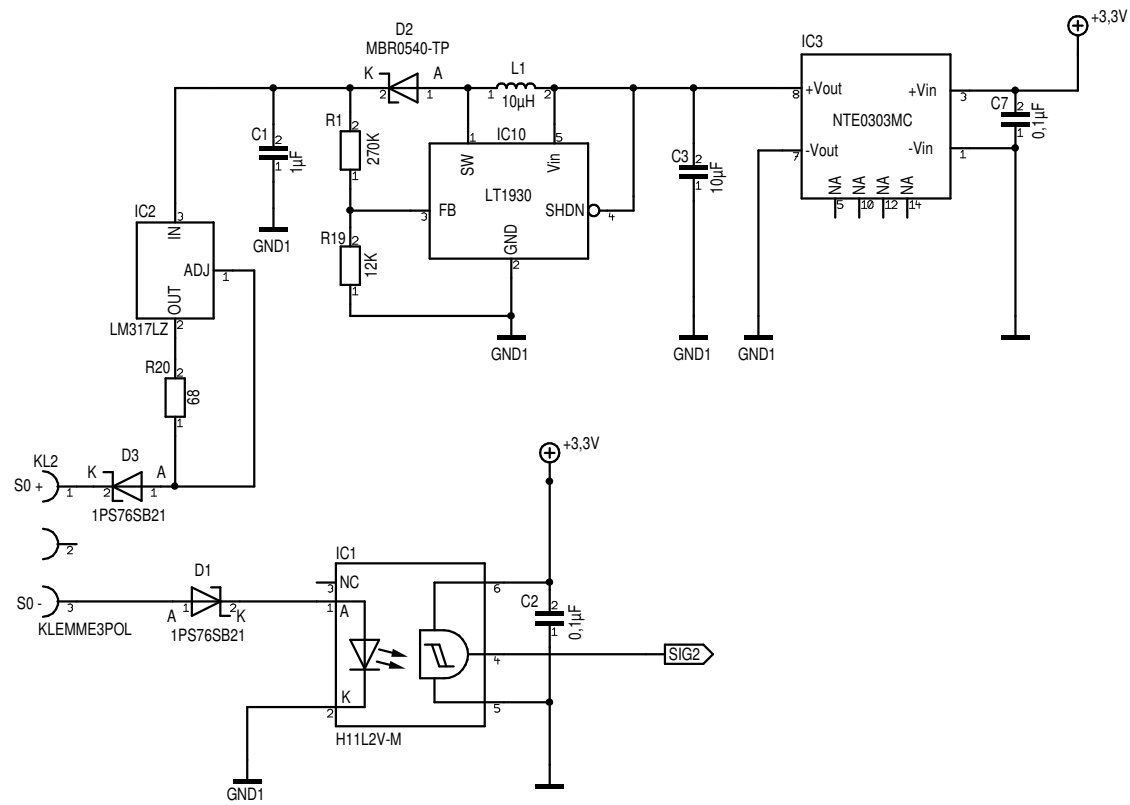 +3,3V
D2
MBR0540-TP
K
A
2
1
L1
1
2
10µH
IC3
8
+Vout
+Vin
3
NTE0303MC
7
-Vout
-Vin
1
NA
NA
NA
NA
5
10
12
14
C7
2
1
0,1µF
C1
2
1
1µF
GND1
R1
2
1
270K
IC10
1
5
SW
Vin
LT1930
3
FB
SHDN
4
GND
2
R19
2
1
12K
GND1
C3
2
1
10µF
GND1
GND1
IC2
3
IN
ADJ
1
OUT
2
LM317LZ
R20
2
1
68
KL2
D3
S0 +
1
K
A
2
1
1PS76SB21
2
S0 -
3
KLEMME3POL
D1
A
1
2
K
1PS76SB21
+3,3V
IC1
3
NC
1
A
6
K
2
4
5
H11L2V-M
C2
2
1
0,1µF
SIG2
GND1